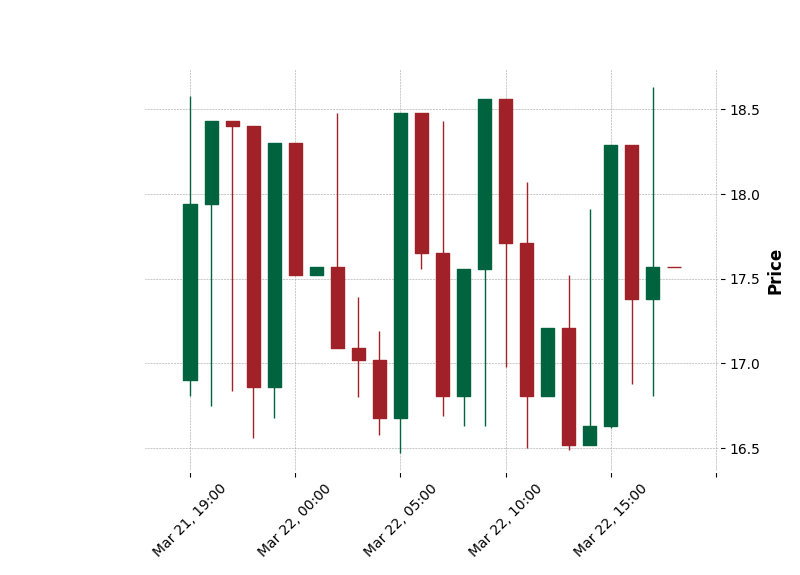 18.5
18.0
17.5
17.0
16.5
Price
Mar 21, 19:00
Mar 22, 00:00
Mar 22, 05:00
Mar 22, 10:00
Mar 22, 15:00